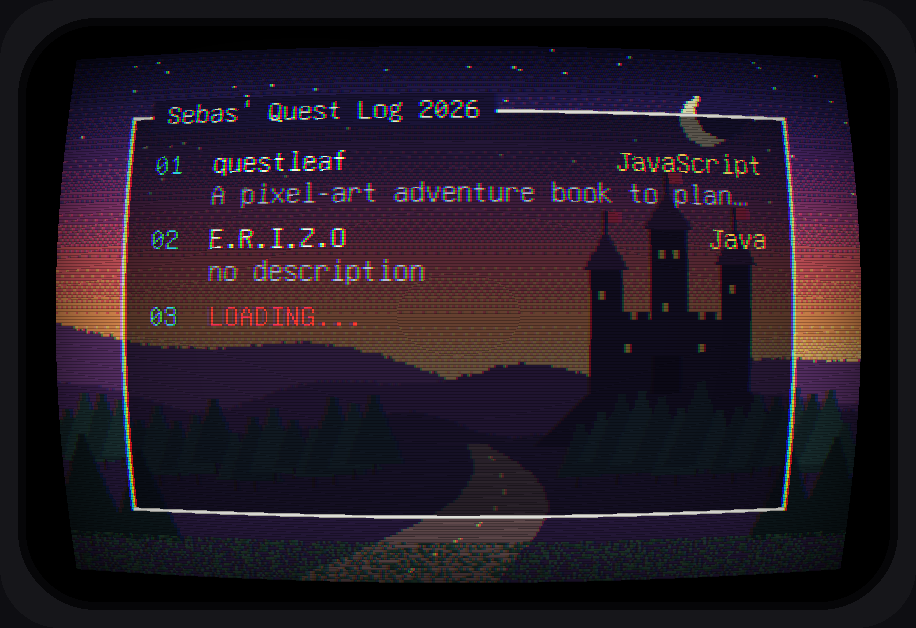 Sebas' Quest Log 2026
01 questleaf JavaScript
A pixel-art adventure book to plan…
02 E.R.I.Z.O Java
no description
03 LOADING...